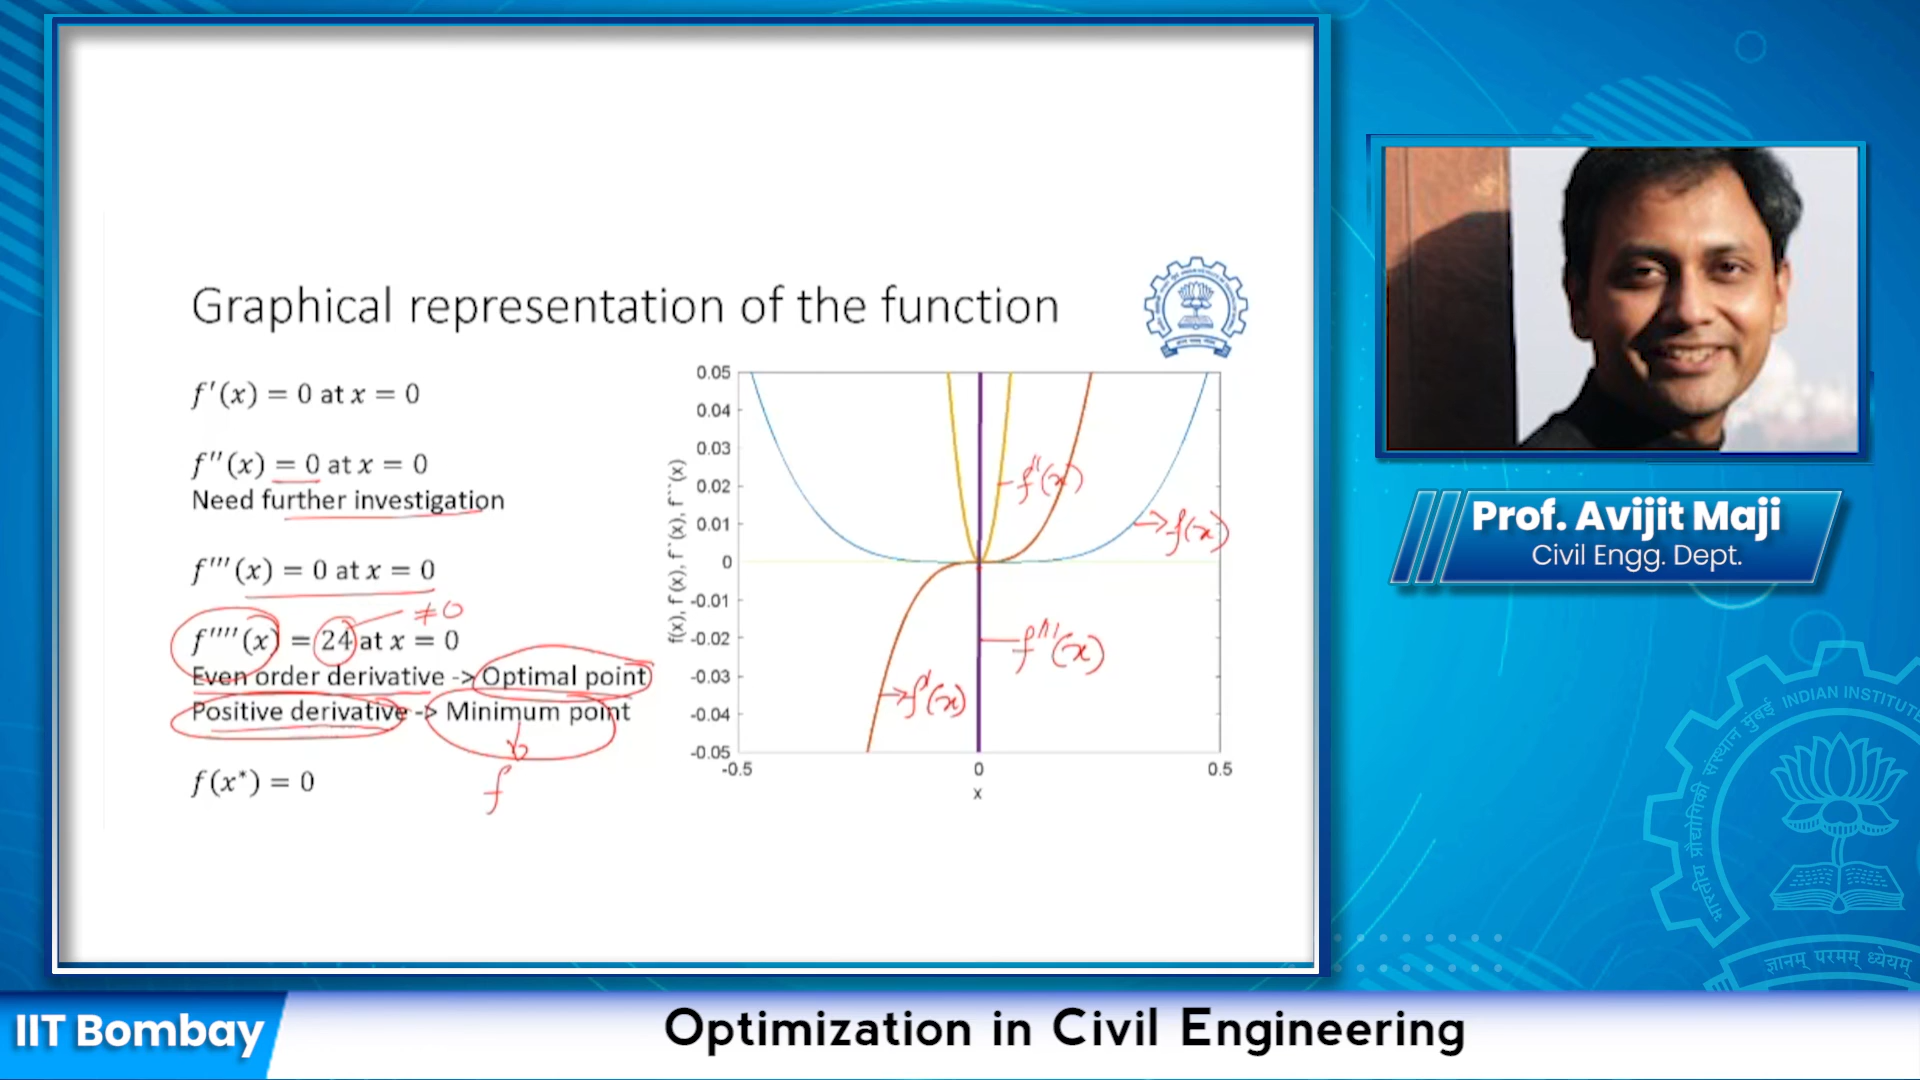 Graphical representation of the function
f′(x) = 0 at x = 0
f″(x) = 0 at x = 0
Need further investigation
f‴(x) = 0 at x = 0
≠0
f⁗(x) = 24 at x = 0
Even order derivative -> Optimal point
Positive derivative -> Minimum point
f
f(x*) = 0
0.05
0.04
0.03
0.02
0.01
0
-0.01
-0.02
-0.03
-0.04
-0.05
-0.5
0
0.5
x
f(x), f'(x), f''(x)
f″(x)
f(x)
f‴(x)
f′(x)
Prof. Avijit Maji
Civil Engg. Dept.
INDIAN INSTITUTE
भारतीय प्रौद्योगिकी संस्थान मुंबई
ज्ञानम् परमम् ध्येयम्
IIT Bombay
Optimization in Civil Engineering